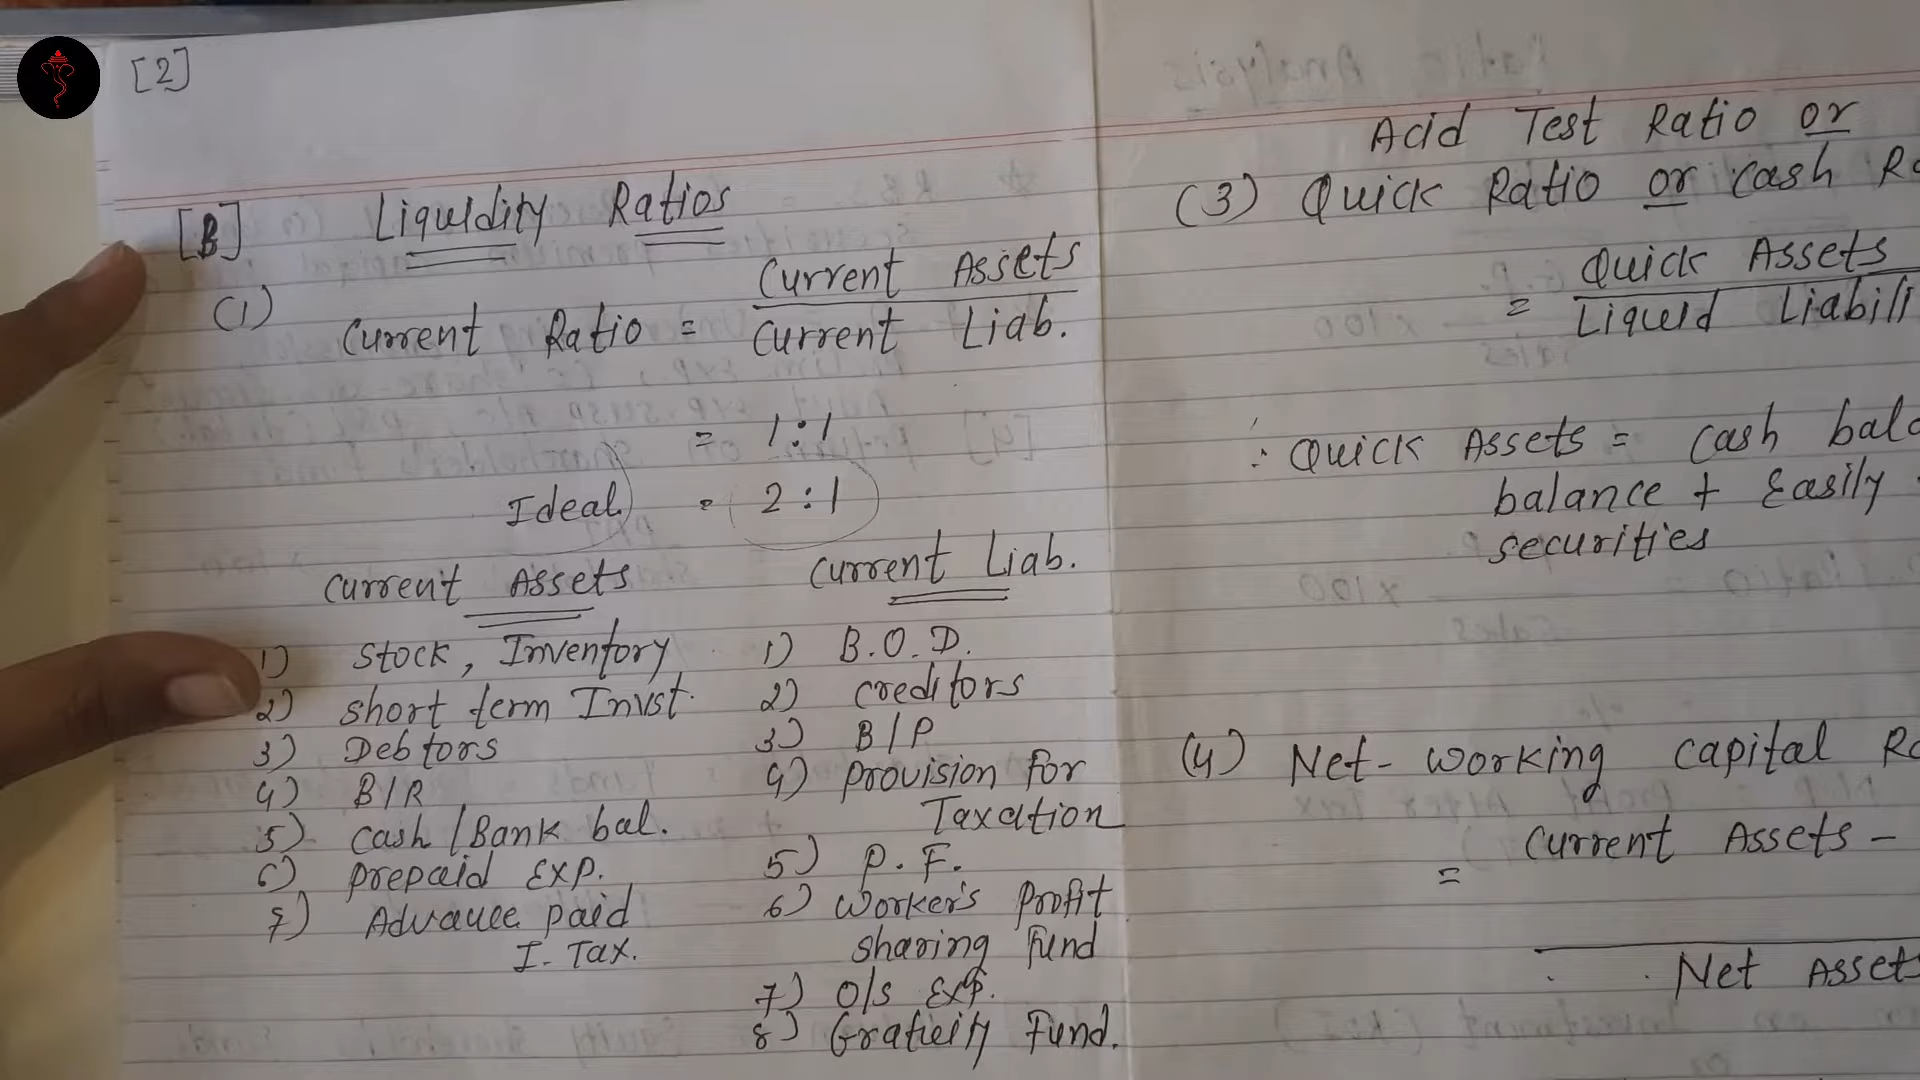 [2]
[B] Liquidity Ratios
(1) Current Ratio = Current Assets
Current Liab.
= 1:1
Ideal = 2:1
Current Assets
1) Stock, Inventory
2) short term Invst.
3) Debtors
4) B/R
5) cash/Bank bal.
6) prepaid Exp.
7) Advance paid
I. Tax.
Current Liab.
1) B.O.D.
2) creditors
3) B/P
4) provision for
Taxation
5) P.F.
6) Worker's Profit
sharing Fund
7) O/s Exp.
8) Gratuity Fund.
Acid Test Ratio or
(3) Quick Ratio or cash
= Quick Assets
Liquid
∴ Quick Assets = cash
balance + Easily
securities
(4) Net-working capital
= Current Assets -
Net